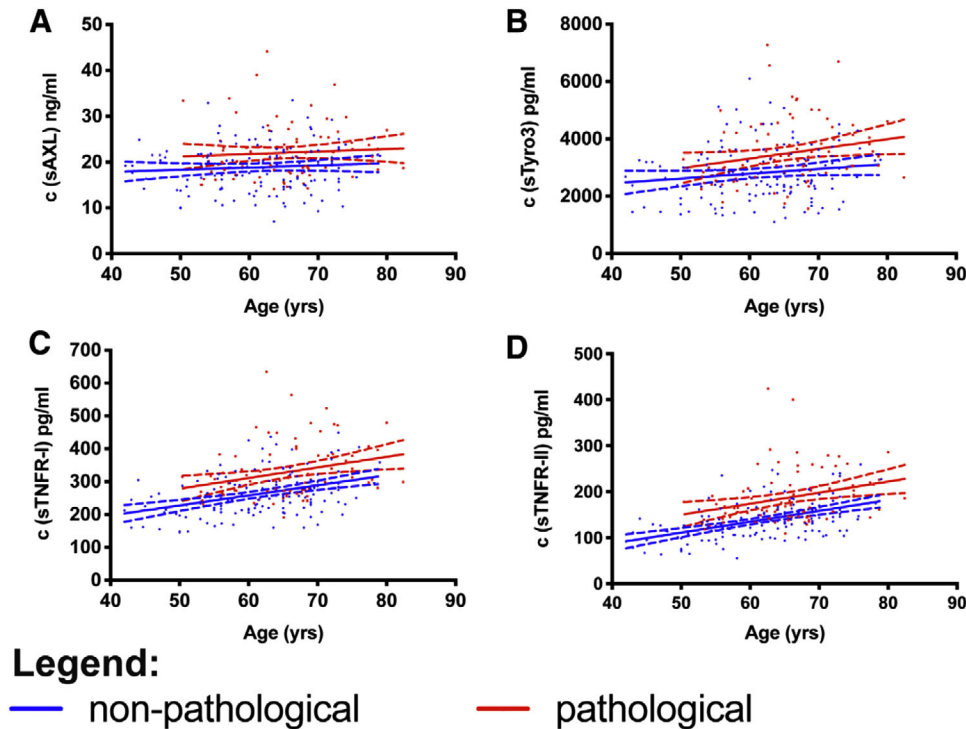 A
c (sAXL) ng/ml
50
40
30
20
10
0
40 50 60 70 80 90
Age (yrs)
B
c (sTyro3) pg/ml
8000
6000
4000
2000
0
40 50 60 70 80 90
Age (yrs)
C
c (sTNFR-I) pg/ml
700
600
500
400
300
200
100
0
40 50 60 70 80 90
Age (yrs)
D
c (sTNFR-II) pg/ml
500
400
300
200
100
0
40 50 60 70 80 90
Age (yrs)
Legend:
non-pathological pathological